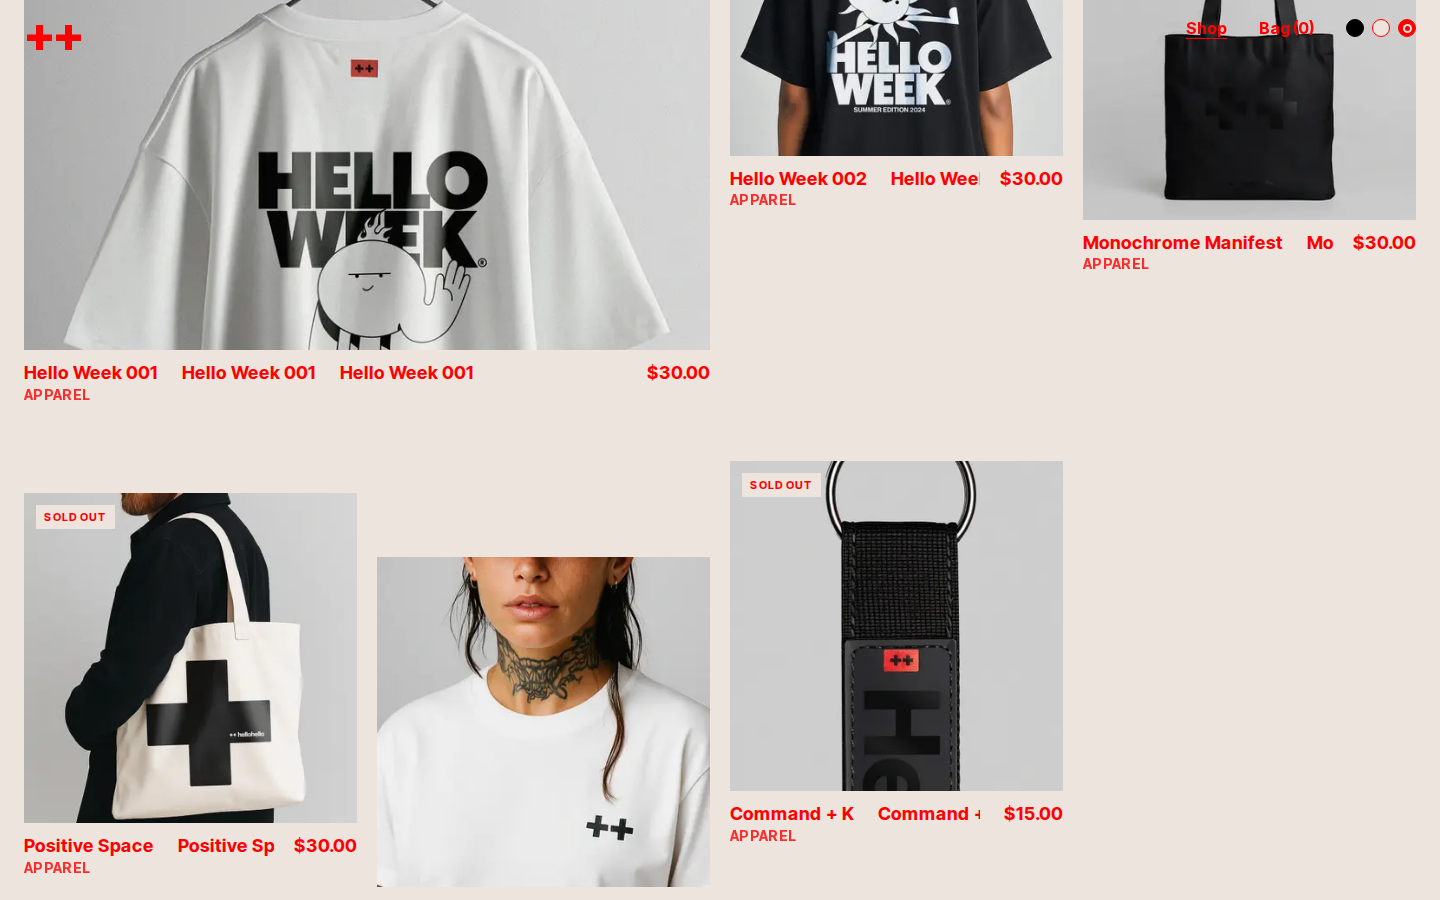 ++
Shop
Bag (0)
++
HELLO
WEEK®
HELLO
WEEK®
SUMMER EDITION 2024
++
Hello Week 002 Hello Wee $30.00
APPAREL
Monochrome Manifest Mo $30.00
APPAREL
Hello Week 001 Hello Week 001 Hello Week 001 $30.00
APPAREL
SOLD OUT
++ hellohello
Positive Space Positive Sp $30.00
APPAREL
++
SOLD OUT
++
He
Command + K Command + $15.00
APPAREL